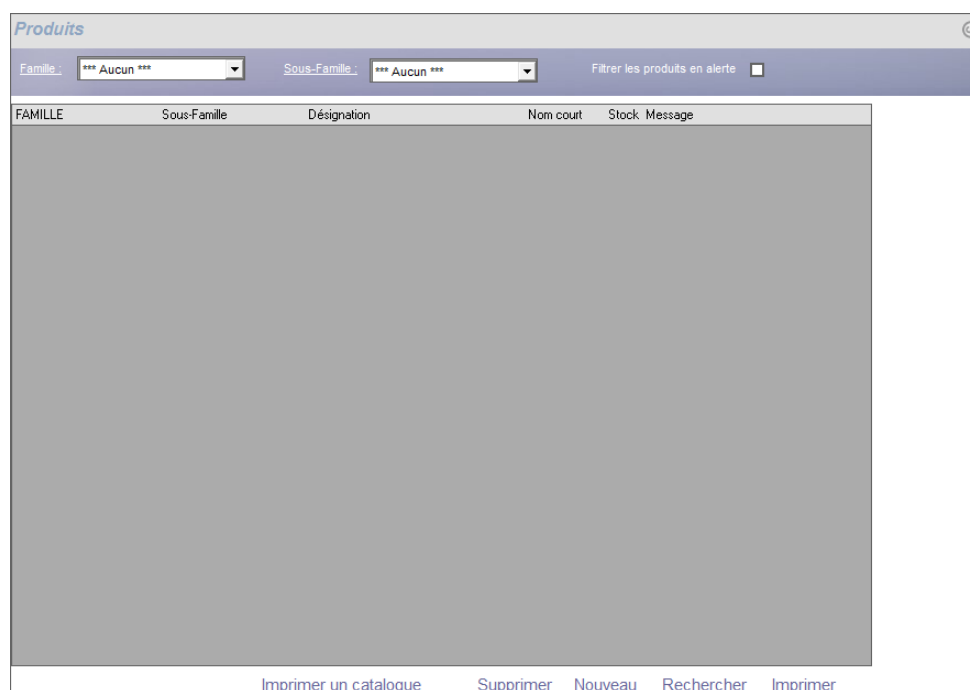 Produits
Famille : *** Aucun *** Sous-Famille : *** Aucun *** Filtrer les produits en alerte
FAMILLE Sous-Famille Désignation Nom court Stock Message
Imprimer un catalogue Supprimer Nouveau Rechercher Imprimer